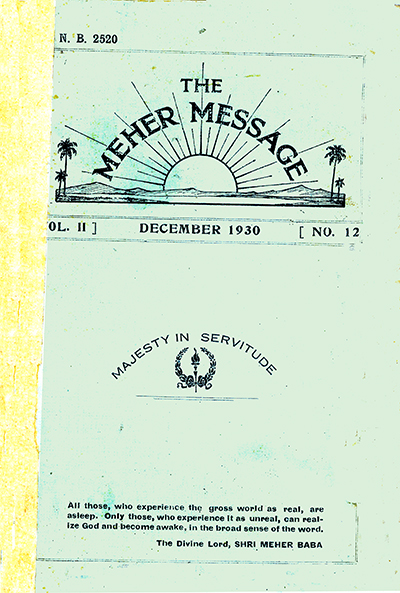 N. B. 2520
THE
MEHER MESSAGE
OL. II ] DECEMBER 1930 [ NO. 12
MAJESTY IN SERVITUDE
All those, who experience the gross world as real, are
asleep. Only those, who experience it as unreal, can real-
ize God and become awake, in the broad sense of the word.
The Divine Lord, SHRI MEHER BABA